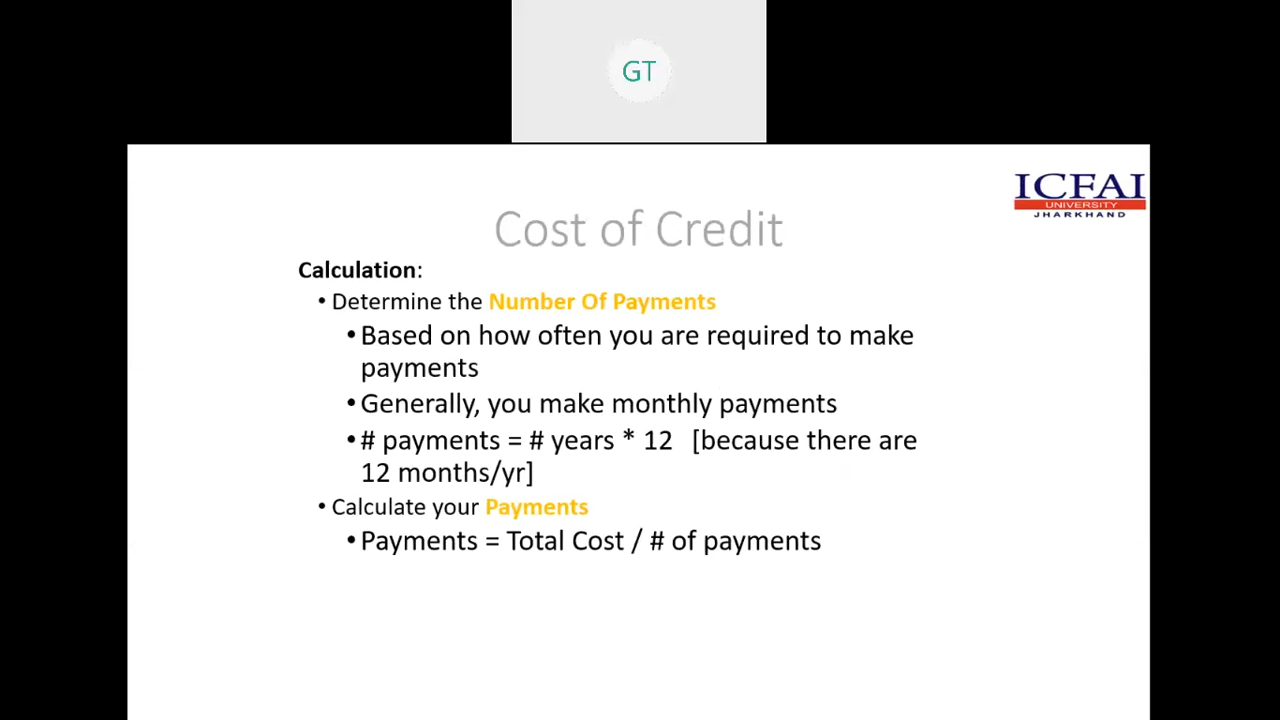 GT
ICFAI
UNIVERSITY
JHARKHAND
Cost of Credit
Calculation:
• Determine the Number Of Payments
• Based on how often you are required to make
payments
• Generally, you make monthly payments
• # payments = # years * 12 [because there are
12 months/yr]
• Calculate your Payments
• Payments = Total Cost / # of payments